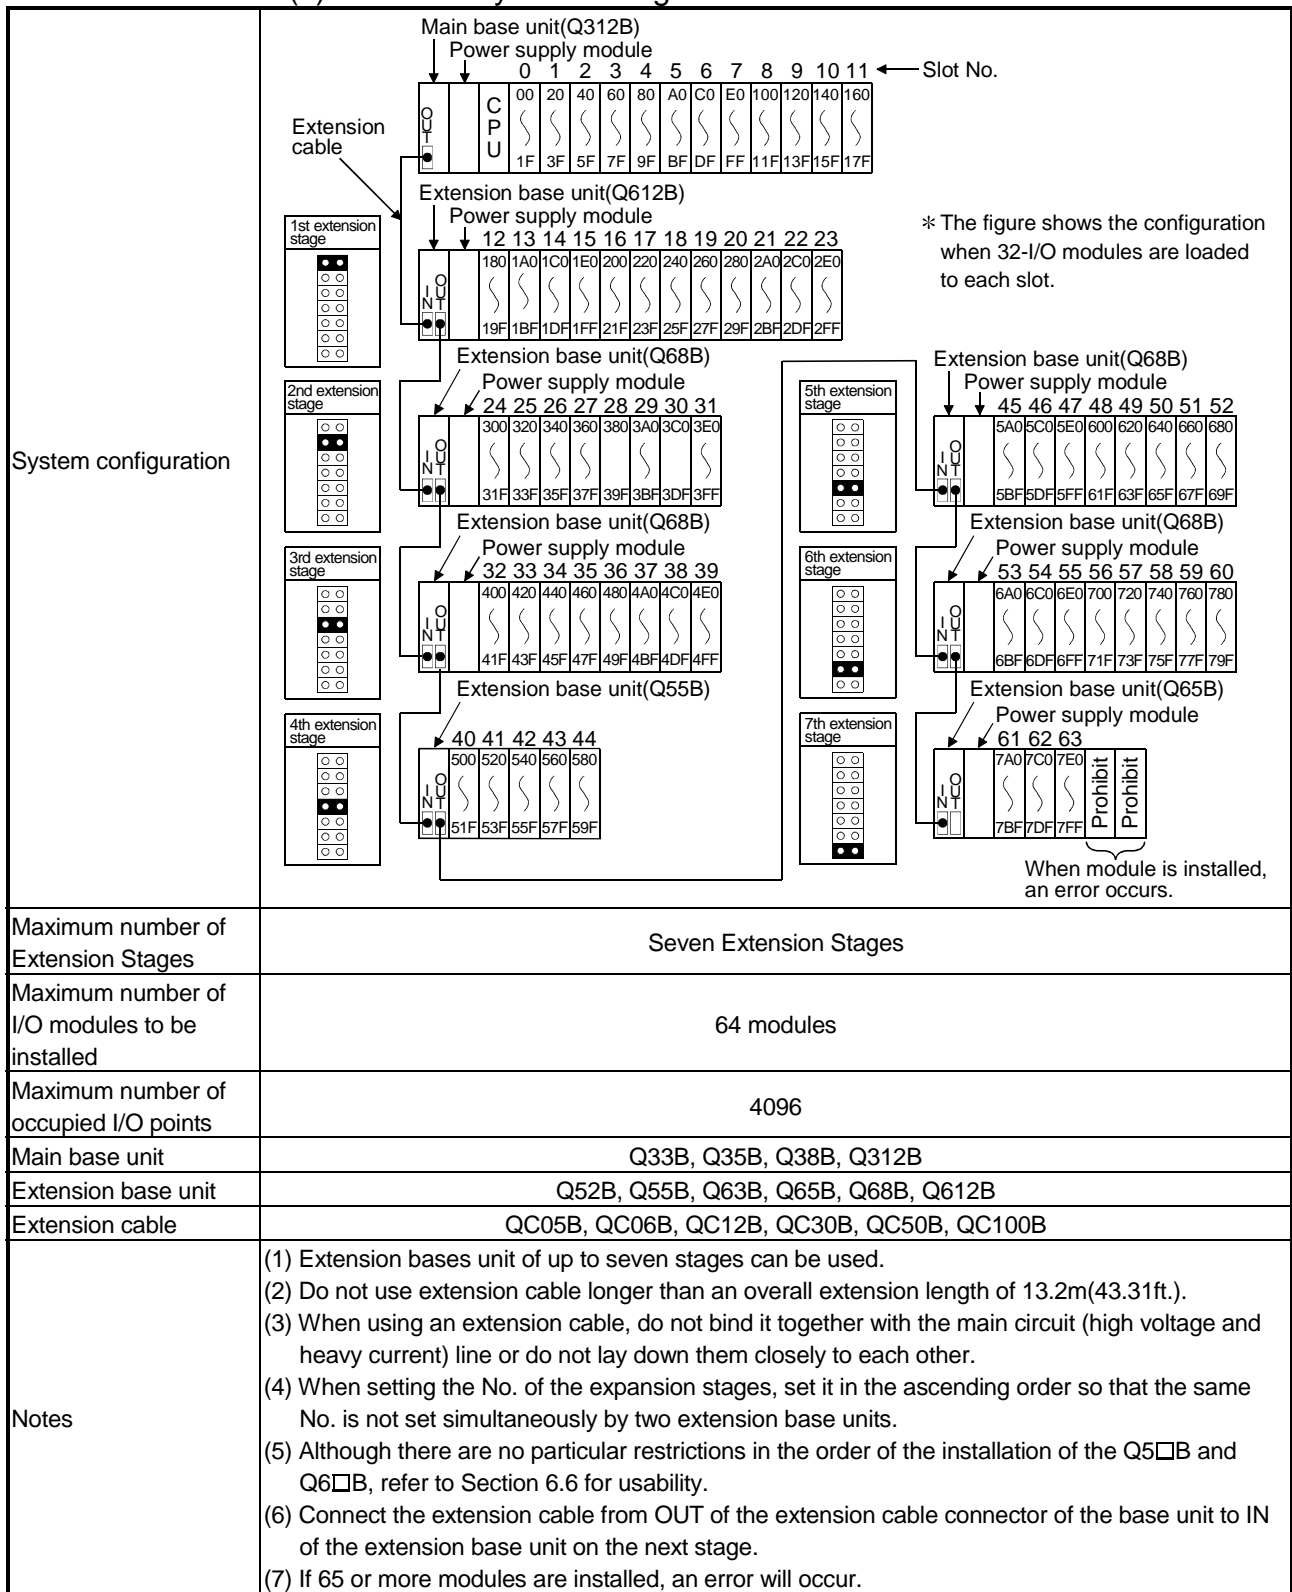 Main base unit(Q312B)
Power supply module
0 1 2 3 4 5 6 7 8 9 10 11 Slot No.
00 20 40 60 80 A0 C0 E0 100 120 140 160
OUT
CPU
1F 3F 5F 7F 9F BF DF FF 11F 13F 15F 17F
Extension
cable
Extension base unit(Q612B)
Power supply module
1st extension
stage
12 13 14 15 16 17 18 19 20 21 22 23
180 1A0 1C0 1E0 200 220 240 260 280 2A0 2C0 2E0
IN OUT
19F 1BF 1DF 1FF 21F 23F 25F 27F 29F 2BF 2DF 2FF
* The figure shows the configuration
when 32-I/O modules are loaded
to each slot.
Extension base unit(Q68B)
Power supply module
2nd extension
stage
24 25 26 27 28 29 30 31
300 320 340 360 380 3A0 3C0 3E0
IN OUT
31F 33F 35F 37F 39F 3BF 3DF 3FF
Extension base unit(Q68B)
Power supply module
3rd extension
stage
32 33 34 35 36 37 38 39
400 420 440 460 480 4A0 4C0 4E0
IN OUT
41F 43F 45F 47F 49F 4BF 4DF 4FF
Extension base unit(Q55B)
4th extension
stage
40 41 42 43 44
500 520 540 560 580
IN OUT
51F 53F 55F 57F 59F
Extension base unit(Q68B)
Power supply module
5th extension
stage
45 46 47 48 49 50 51 52
5A0 5C0 5E0 600 620 640 660 680
IN OUT
5BF 5DF 5FF 61F 63F 65F 67F 69F
Extension base unit(Q68B)
Power supply module
6th extension
stage
53 54 55 56 57 58 59 60
6A0 6C0 6E0 700 720 740 760 780
IN OUT
6BF 6DF 6FF 71F 73F 75F 77F 79F
Extension base unit(Q65B)
Power supply module
7th extension
stage
61 62 63
7A0 7C0 7E0
IN OUT
Prohibit
Prohibit
7BF 7DF 7FF
When module is installed,
an error occurs.
System configuration
Maximum number of
Extension Stages
Seven Extension Stages
Maximum number of
I/O modules to be
installed
64 modules
Maximum number of
occupied I/O points
4096
Main base unit
Q33B, Q35B, Q38B, Q312B
Extension base unit
Q52B, Q55B, Q63B, Q65B, Q68B, Q612B
Extension cable
QC05B, QC06B, QC12B, QC30B, QC50B, QC100B
Notes
(1) Extension bases unit of up to seven stages can be used.
(2) Do not use extension cable longer than an overall extension length of 13.2m(43.31ft.).
(3) When using an extension cable, do not bind it together with the main circuit (high voltage and
heavy current) line or do not lay down them closely to each other.
(4) When setting the No. of the expansion stages, set it in the ascending order so that the same
No. is not set simultaneously by two extension base units.
(5) Although there are no particular restrictions in the order of the installation of the Q5□B and
Q6□B, refer to Section 6.6 for usability.
(6) Connect the extension cable from OUT of the extension cable connector of the base unit to IN
of the extension base unit on the next stage.
(7) If 65 or more modules are installed, an error will occur.